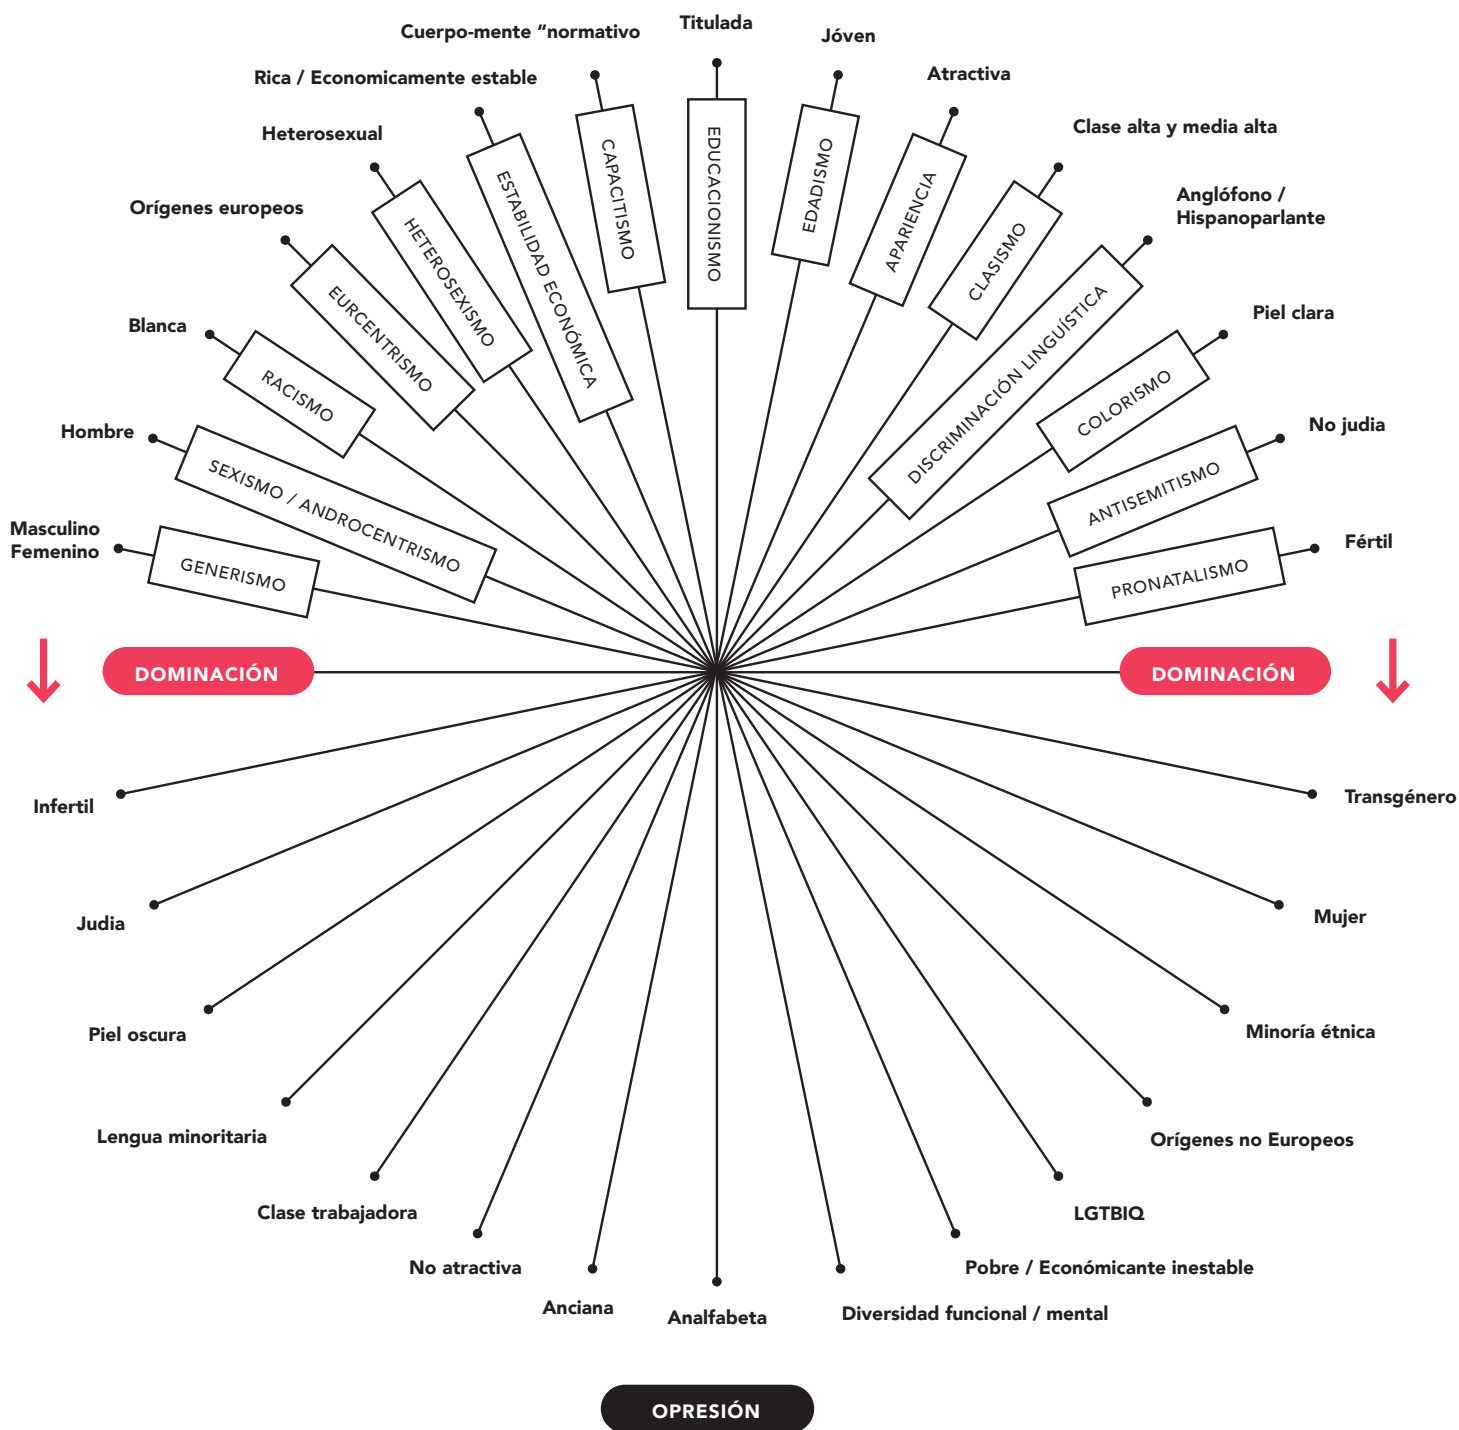 Titulada
Cuerpo-mente “normativo
Jóven
Rica / Economicamente estable
Atractiva
Heterosexual
Clase alta y media alta
Orígenes europeos
Anglófono /
Hispanoparlante
Blanca
Piel clara
Hombre
No judia
Masculino
Femenino
Fértil
GENERISMO
SEXISMO / ANDROCENTRISMO
RACISMO
EURCENTRISMO
HETEROSEXISMO
ESTABILIDAD ECONÓMICA
CAPACITISMO
EDUCACIONISMO
EDADISMO
APARIENCIA
CLASISMO
DISCRIMINACIÓN LINGUÍSTICA
COLORISMO
ANTISEMITISMO
PRONATALISMO
DOMINACIÓN
DOMINACIÓN
Infertil
Transgénero
Judia
Mujer
Piel oscura
Minoría étnica
Lengua minoritaria
Orígenes no Europeos
Clase trabajadora
LGTBIQ
No atractiva
Pobre / Económicante inestable
Anciana
Analfabeta
Diversidad funcional / mental
OPRESIÓN